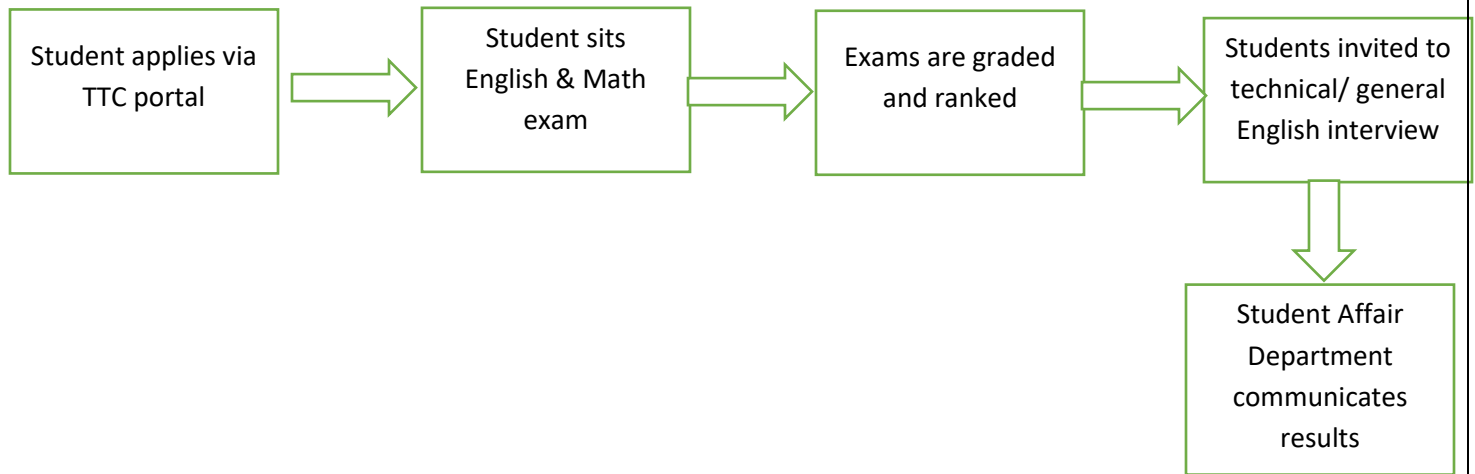 Student applies via
TTC portal
Student sits
English & Math
exam
Exams are graded
and ranked
Students invited to
technical/ general
English interview
Student Affair
Department
communicates
results